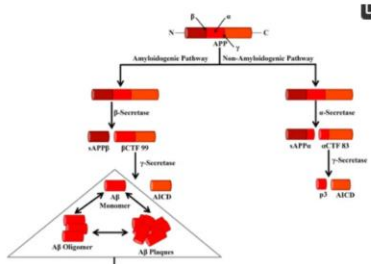 β α
N C
APP
γ
Amyloidogenic Pathway Non-Amyloidogenic Pathway
β-Secretase α-Secretase
sAPPβ βCTF 99 sAPPα αCTF 83
γ-Secretase γ-Secretase
Aβ Monomer AICD p3 AICD
Aβ Oligomer Aβ Plaques